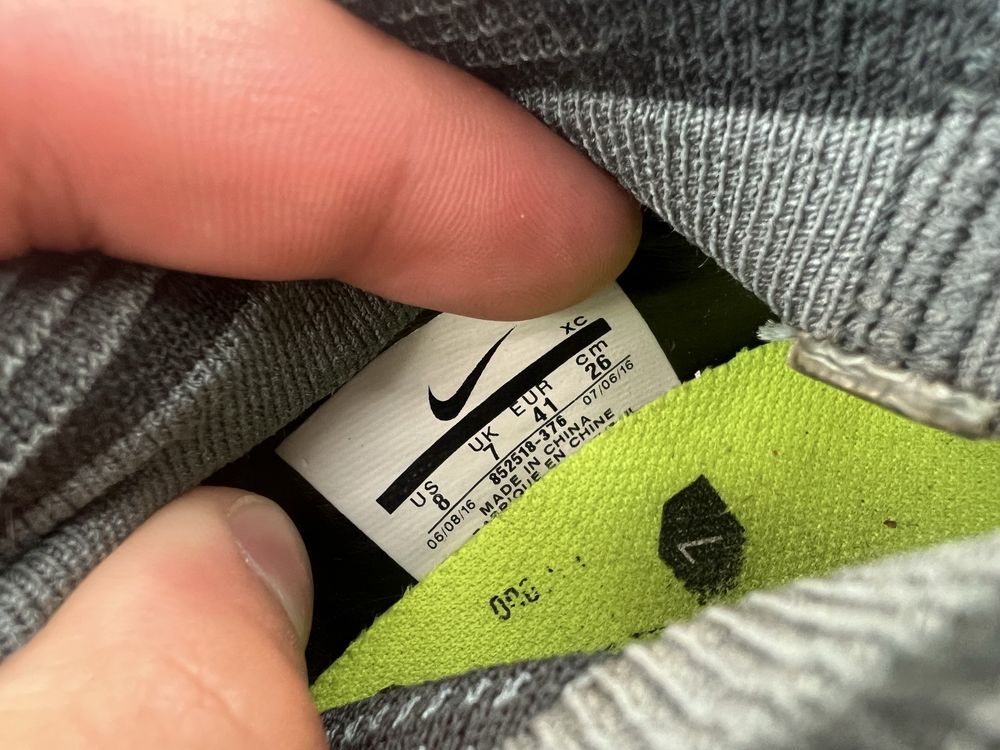 XC
US UK EUR cm
8 7 41 26
06/08/16 852518-376 07/06/16
MADE IN CHINA
EN CHINE